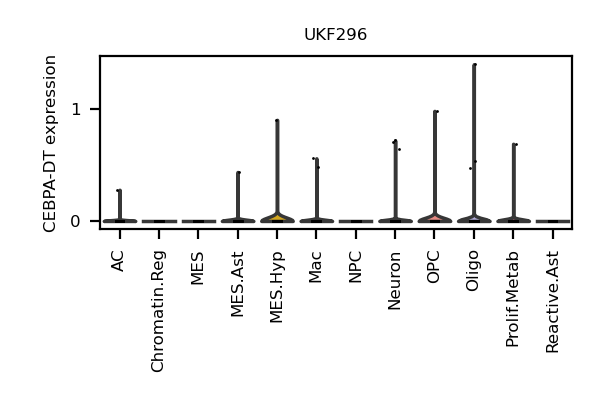 UKF296
CEBPA-DT expression
1
0
AC
Chromatin.Reg
MES
MES.Ast
MES.Hyp
Mac
NPC
Neuron
OPC
Oligo
Prolif.Metab
Reactive.Ast